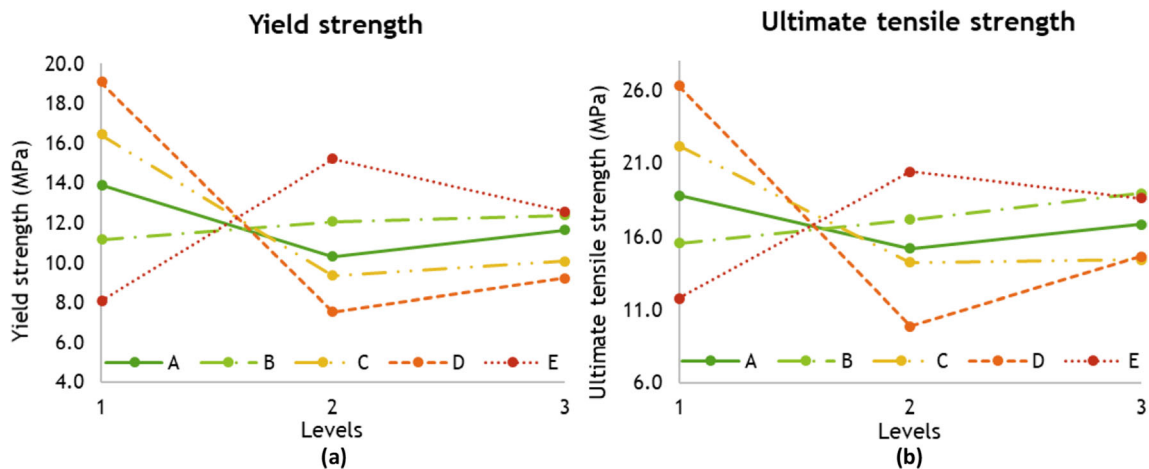 Yield strength
Yield strength (MPa)
20.0
18.0
16.0
14.0
12.0
10.0
8.0
6.0
4.0
A B C D E
1 2 3
Levels
(a)
Ultimate tensile strength
Ultimate tensile strength (MPa)
26.0
21.0
16.0
11.0
6.0
A B C D E
1 2 3
Levels
(b)